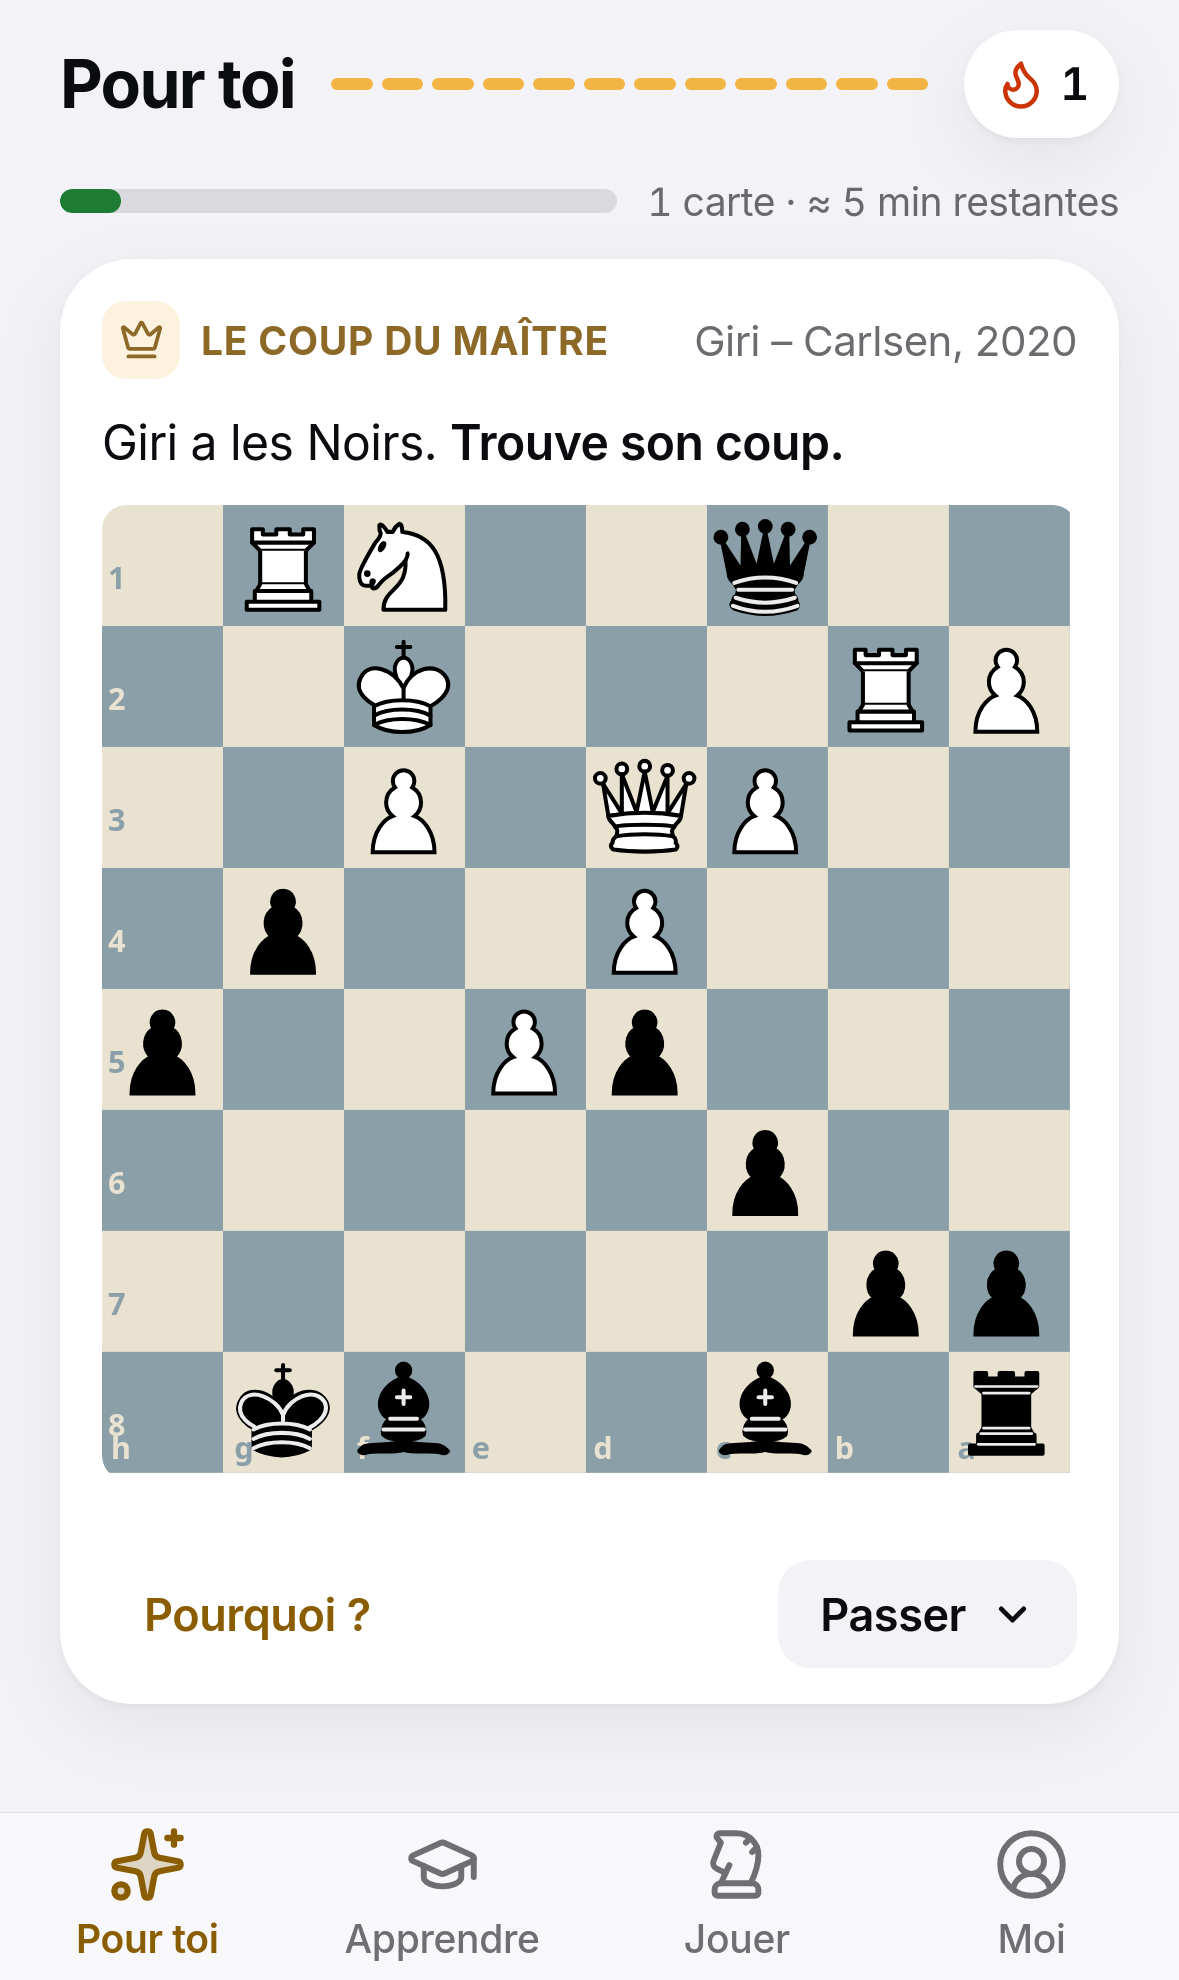 Pour toi
1
1 carte · ≈ 5 min restantes
LE COUP DU MAÎTRE
Giri – Carlsen, 2020
Giri a les Noirs. Trouve son coup.
1
2
3
4
5
6
7
8
h g f e d c b a
Pourquoi ?
Passer
Pour toi
Apprendre
Jouer
Moi